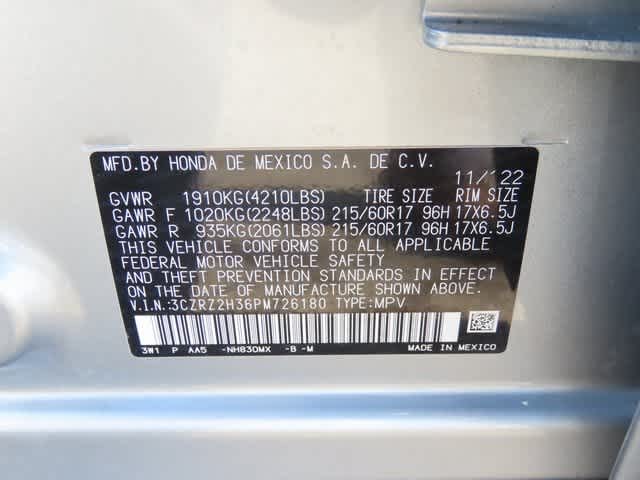 MFD.BY HONDA DE MEXICO S.A. DE C.V.
11/'22
GVWR 1910KG(4210LBS) TIRE SIZE RIM SIZE
GAWR F 1020KG(2248LBS) 215/60R17 96H 17X6.5J
GAWR R 935KG(2061LBS) 215/60R17 96H 17X6.5J
THIS VEHICLE CONFORMS TO ALL APPLICABLE
FEDERAL MOTOR VEHICLE SAFETY
AND THEFT PREVENTION STANDARDS IN EFFECT
ON THE DATE OF MANUFACTURE SHOWN ABOVE.
V.I.N.:3CZRZ2H36PM726180 TYPE:MPV
3W1 P AA5 -NH830MX -B -M MADE IN MEXICO